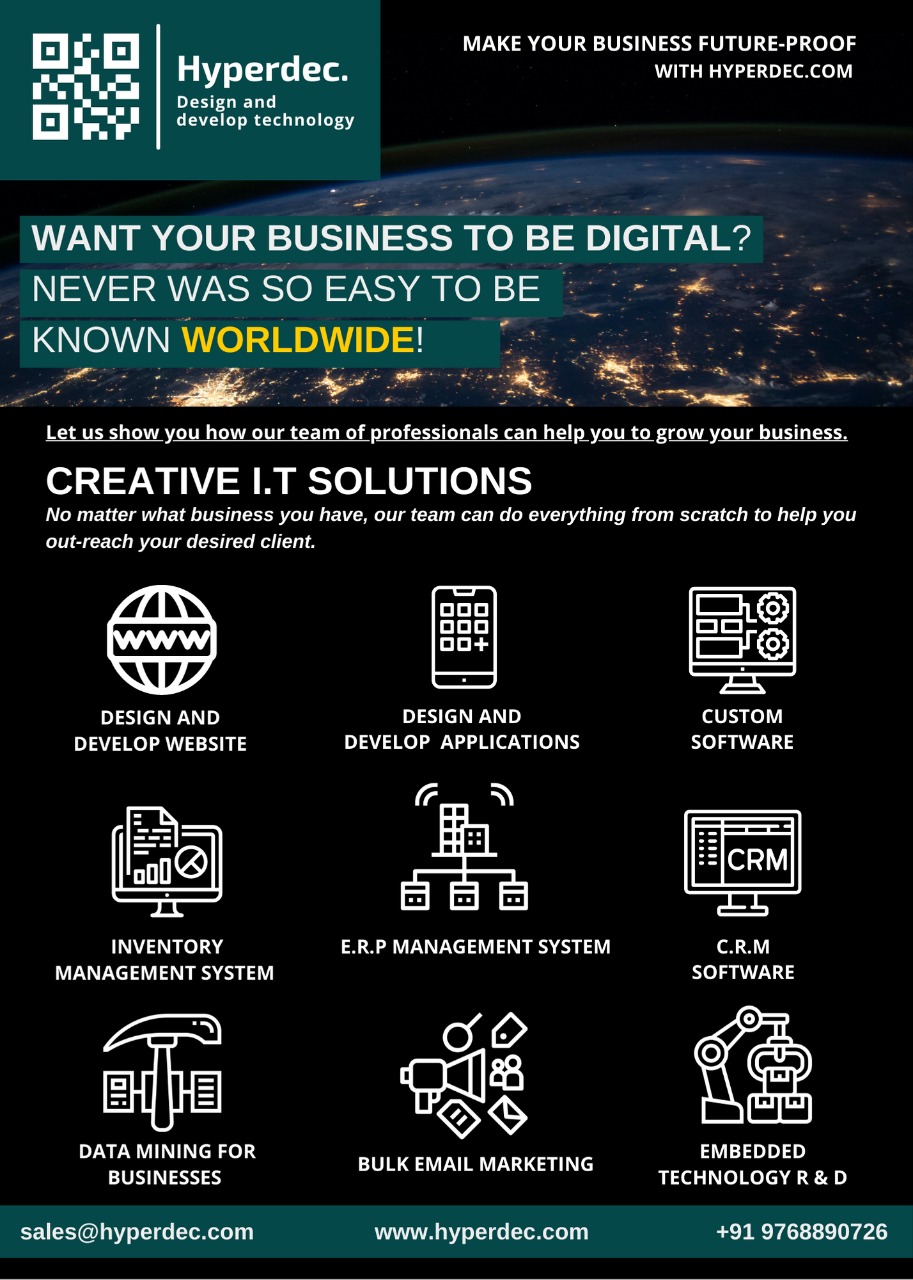 Hyperdec.
Design and
develop technology
MAKE YOUR BUSINESS FUTURE-PROOF
WITH HYPERDEC.COM
WANT YOUR BUSINESS TO BE DIGITAL?
NEVER WAS SO EASY TO BE
KNOWN WORLDWIDE!
Let us show you how our team of professionals can help you to grow your business.
CREATIVE I.T SOLUTIONS
No matter what business you have, our team can do everything from scratch to help you
out-reach your desired client.
WWW
DESIGN AND
DEVELOP WEBSITE
DESIGN AND
DEVELOP APPLICATIONS
CUSTOM
SOFTWARE
INVENTORY
MANAGEMENT SYSTEM
E.R.P MANAGEMENT SYSTEM
CRM
C.R.M
SOFTWARE
DATA MINING FOR
BUSINESSES
BULK EMAIL MARKETING
EMBEDDED
TECHNOLOGY R & D
sales@hyperdec.com
www.hyperdec.com
+91 9768890726